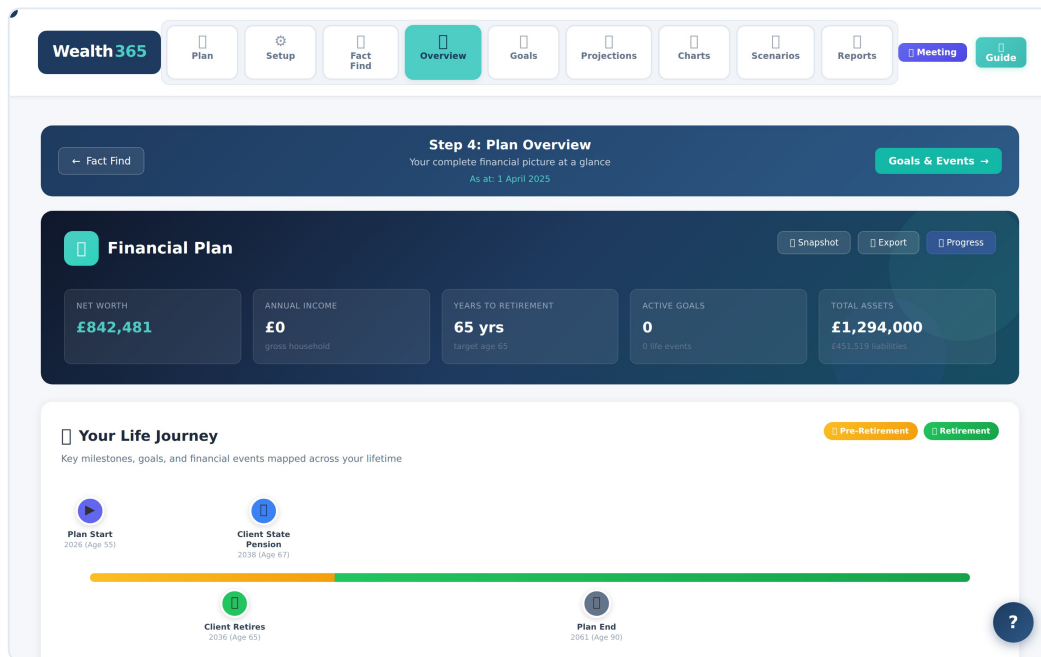 Wealth365
Plan
Setup
Fact
Find
Overview
Goals
Projections
Charts
Scenarios
Reports
Meeting
Guide
← Fact Find
Step 4: Plan Overview
Your complete financial picture at a glance
As at: 1 April 2025
Goals & Events →
Financial Plan
Snapshot
Export
Progress
NET WORTH
£842,481
ANNUAL INCOME
£0
gross household
YEARS TO RETIREMENT
65 yrs
target age 65
ACTIVE GOALS
0
0 life events
TOTAL ASSETS
£1,294,000
£451,519 liabilities
Your Life Journey
Pre-Retirement
Retirement
Key milestones, goals, and financial events mapped across your lifetime
Plan Start
2026 (Age 55)
Client State
Pension
2038 (Age 67)
Client Retires
2036 (Age 65)
Plan End
2061 (Age 90)
?